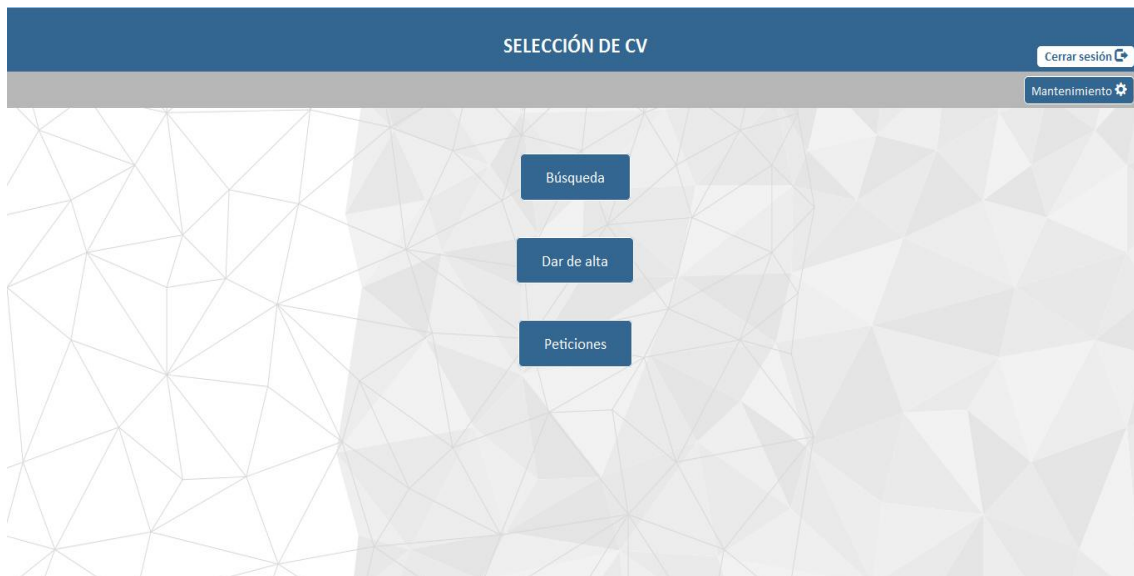 SELECCIÓN DE CV
Cerrar sesión
Mantenimiento
Búsqueda
Dar de alta
Peticiones